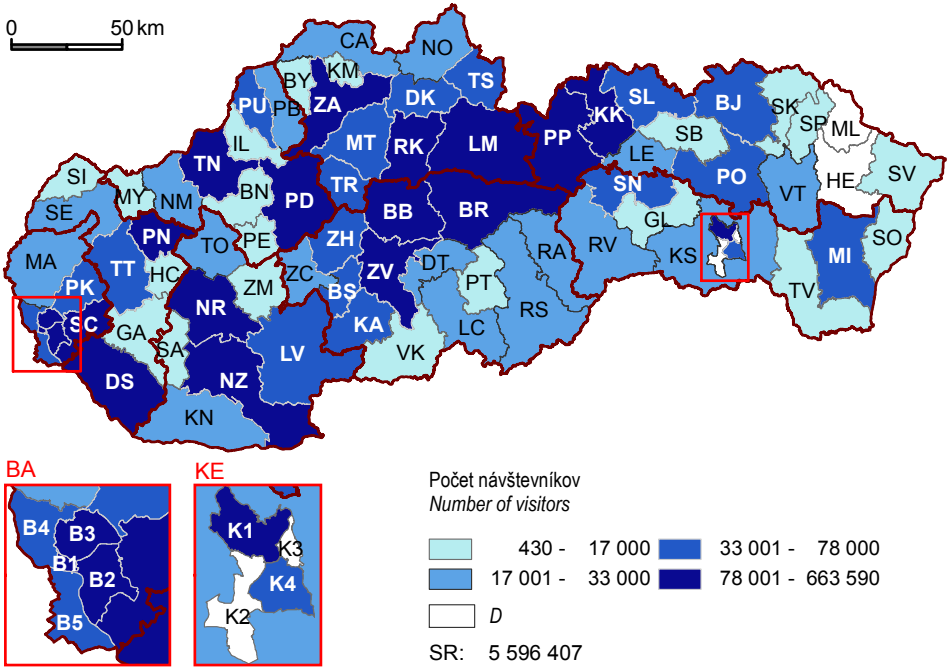 0 50 km
CA NO
BY KM TS
PU PB ZA DK SL BJ SK
KK SP ML
IL MT RK LM PP SB
TN LE
SI BN TR PD SN PO VT HE SV
MY NM BB BR
SE GL
PN TO PE ZH RA RV KS SO
MA TT HC ZV DT MI
PK ZM ZC PT TV
SC NR BŠ RS
GA SA KA LC
LV VK
DS NZ
KN
BA KE
Počet návštevníkov
Number of visitors
430 - 17 000 33 001 - 78 000
17 001 - 33 000 78 001 - 663 590
D
SR: 5 596 407
B4 B3 K1
B1 K3
B2 K4
B5 K2